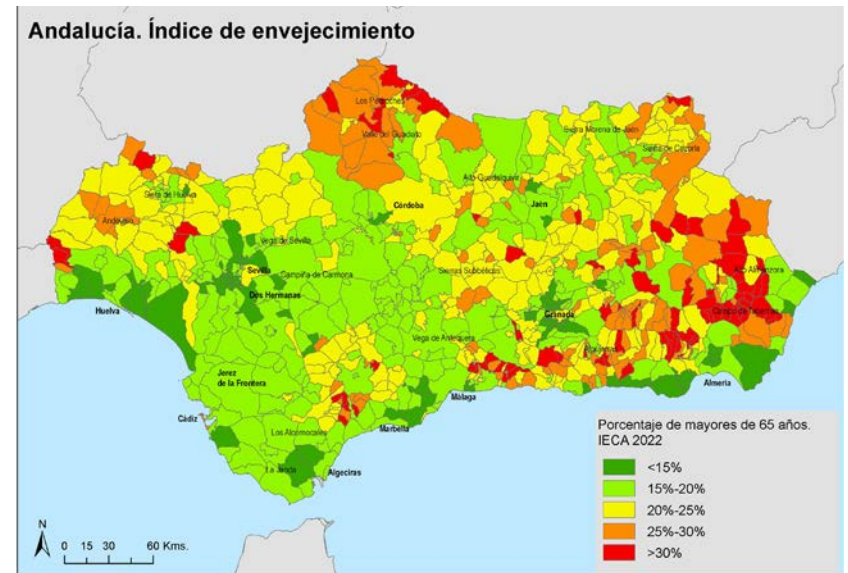 Andalucía. Índice de envejecimiento
Los Pedroches
Valle del Guadiato
Sierra Morena de Jaén
Sierra de Cazorla
Alto Guadalquivir
Sierra de Huelva
Córdoba
Jaén
Andévalo
Vega de Sevilla
Sevilla
Campiña de Carmona
Sierras Subbéticas
Alto Almanzora
Dos Hermanas
Huelva
Granada
Campo de Tabernas
Vega de Antequera
Alpujarras
Jerez
de la Frontera
Málaga
Almería
Cádiz
Marbella
Los Alcornocales
La Janda
Algeciras
Porcentaje de mayores de 65 años.
IECA 2022
<15%
15%-20%
20%-25%
25%-30%
>30%
N
0 15 30 60 Kms.